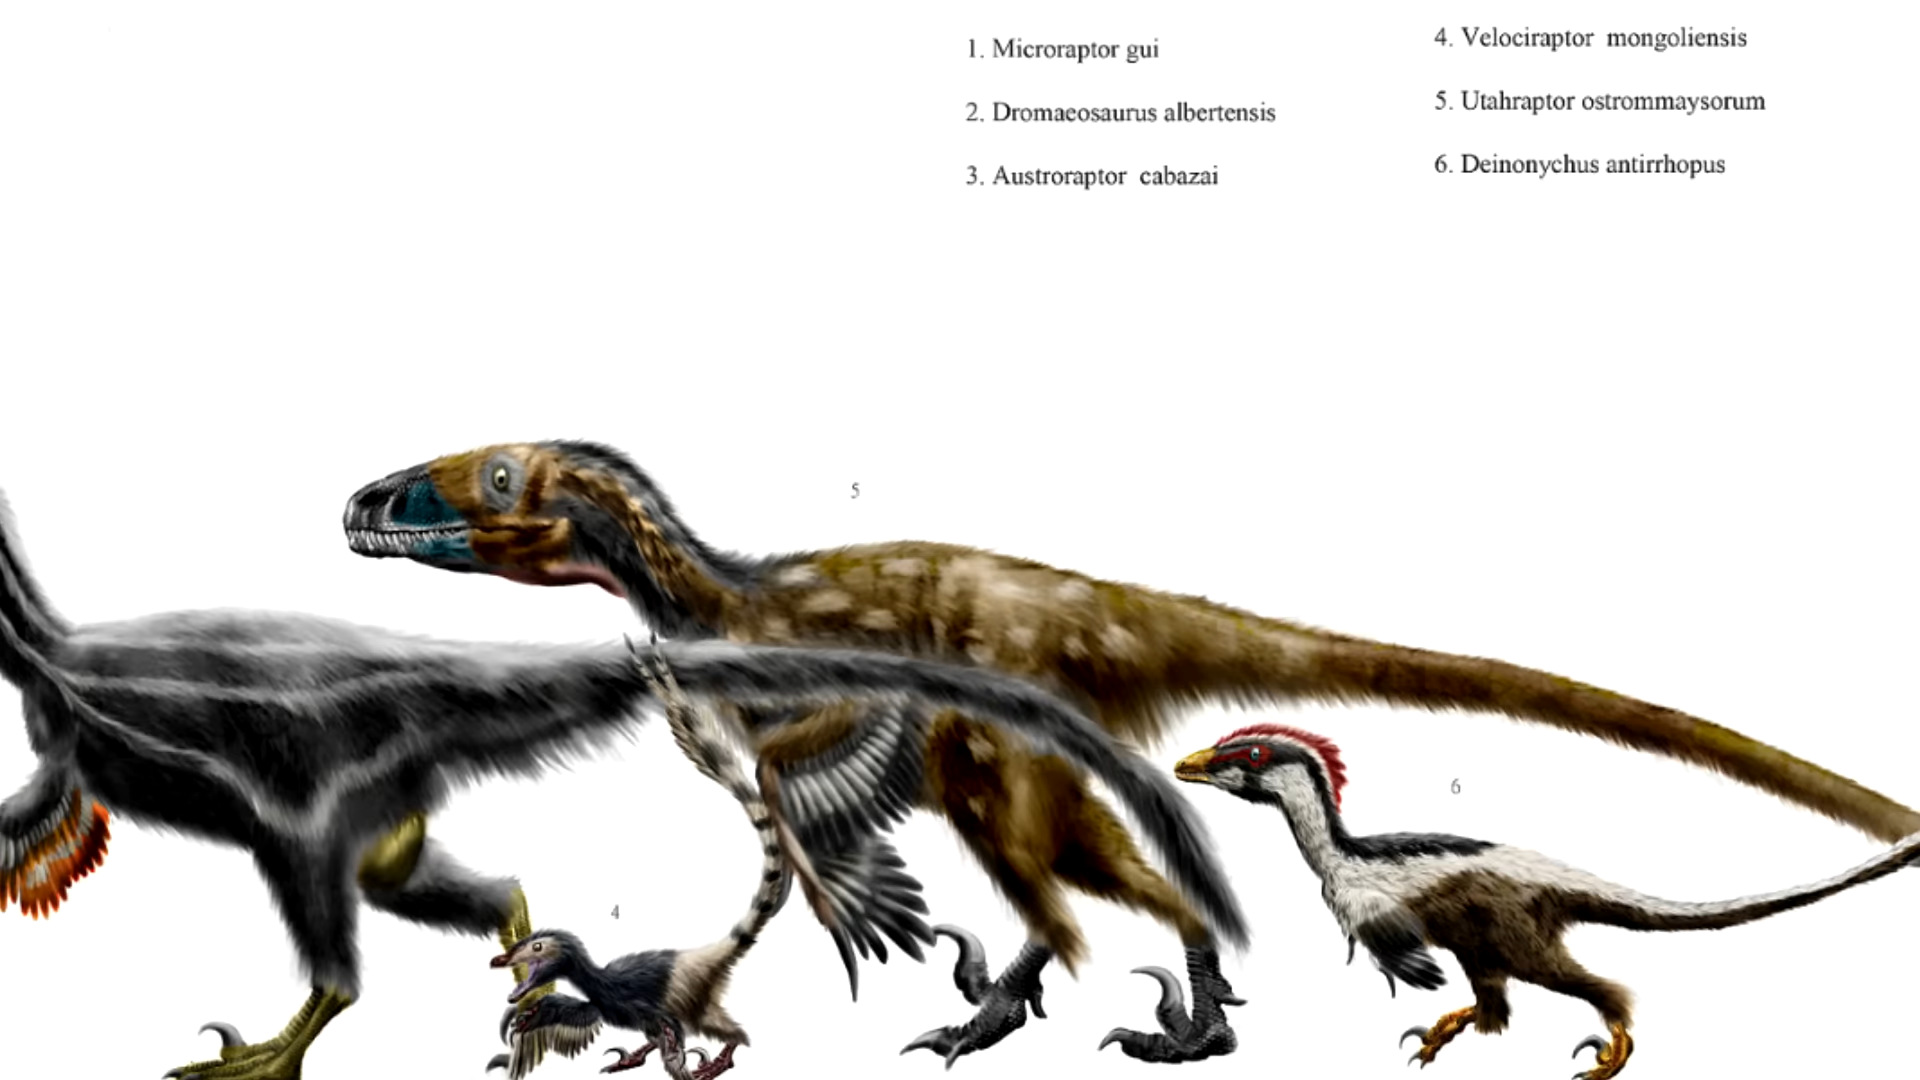 1. Microraptor gui
2. Dromaeosaurus albertensis
3. Austroraptor cabazai
4. Velociraptor mongoliensis
5. Utahraptor ostrommaysorum
6. Deinonychus antirrhopus
5
6
4